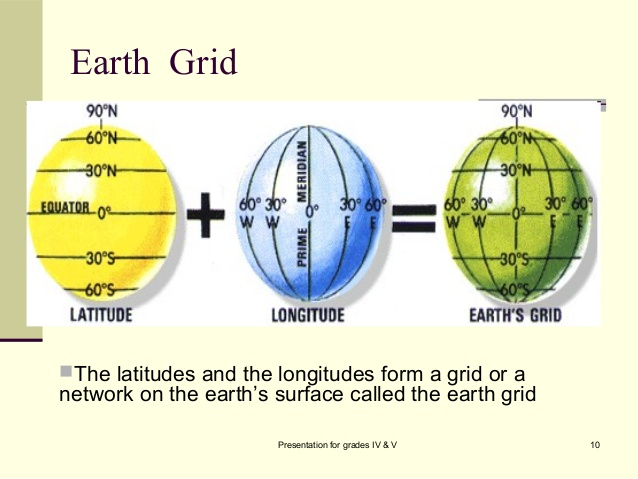 Earth Grid
90°N
60°N
30°N
EQUATOR 0°
30°S
60°S
LATITUDE
+
PRIME MERIDIAN
60° 30° 0° 30° 60°
W W E E
LONGITUDE
=
90°N
60°N
30°N
60° 30° 0° 30° 60°
W W E E
30°S
60°S
EARTH'S GRID
The latitudes and the longitudes form a grid or a
network on the earth’s surface called the earth grid
Presentation for grades IV & V 10